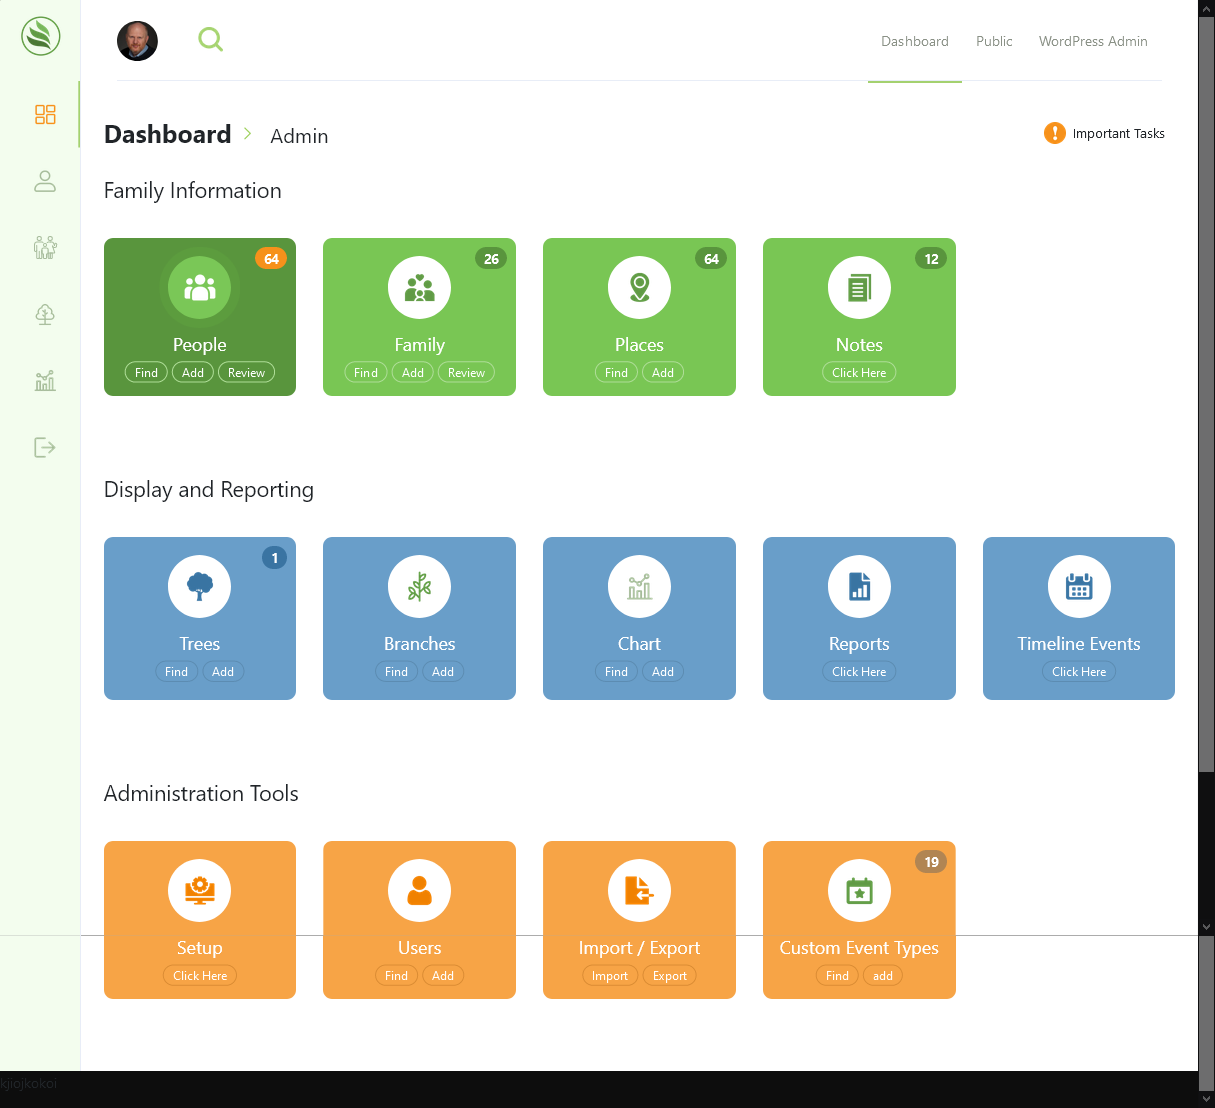 Dashboard Public WordPress Admin
Dashboard Admin
Important Tasks
Family Information
64 26 64 12
People Family Places Notes
Find Add Review Find Add Review Find Add Click Here
Display and Reporting
1
Trees Branches Chart Reports Timeline Events
Find Add Find Add Find Add Click Here Click Here
Administration Tools
19
Setup Users Import / Export Custom Event Types
Click Here Find Add Import Export Find add
kjiojkokoi